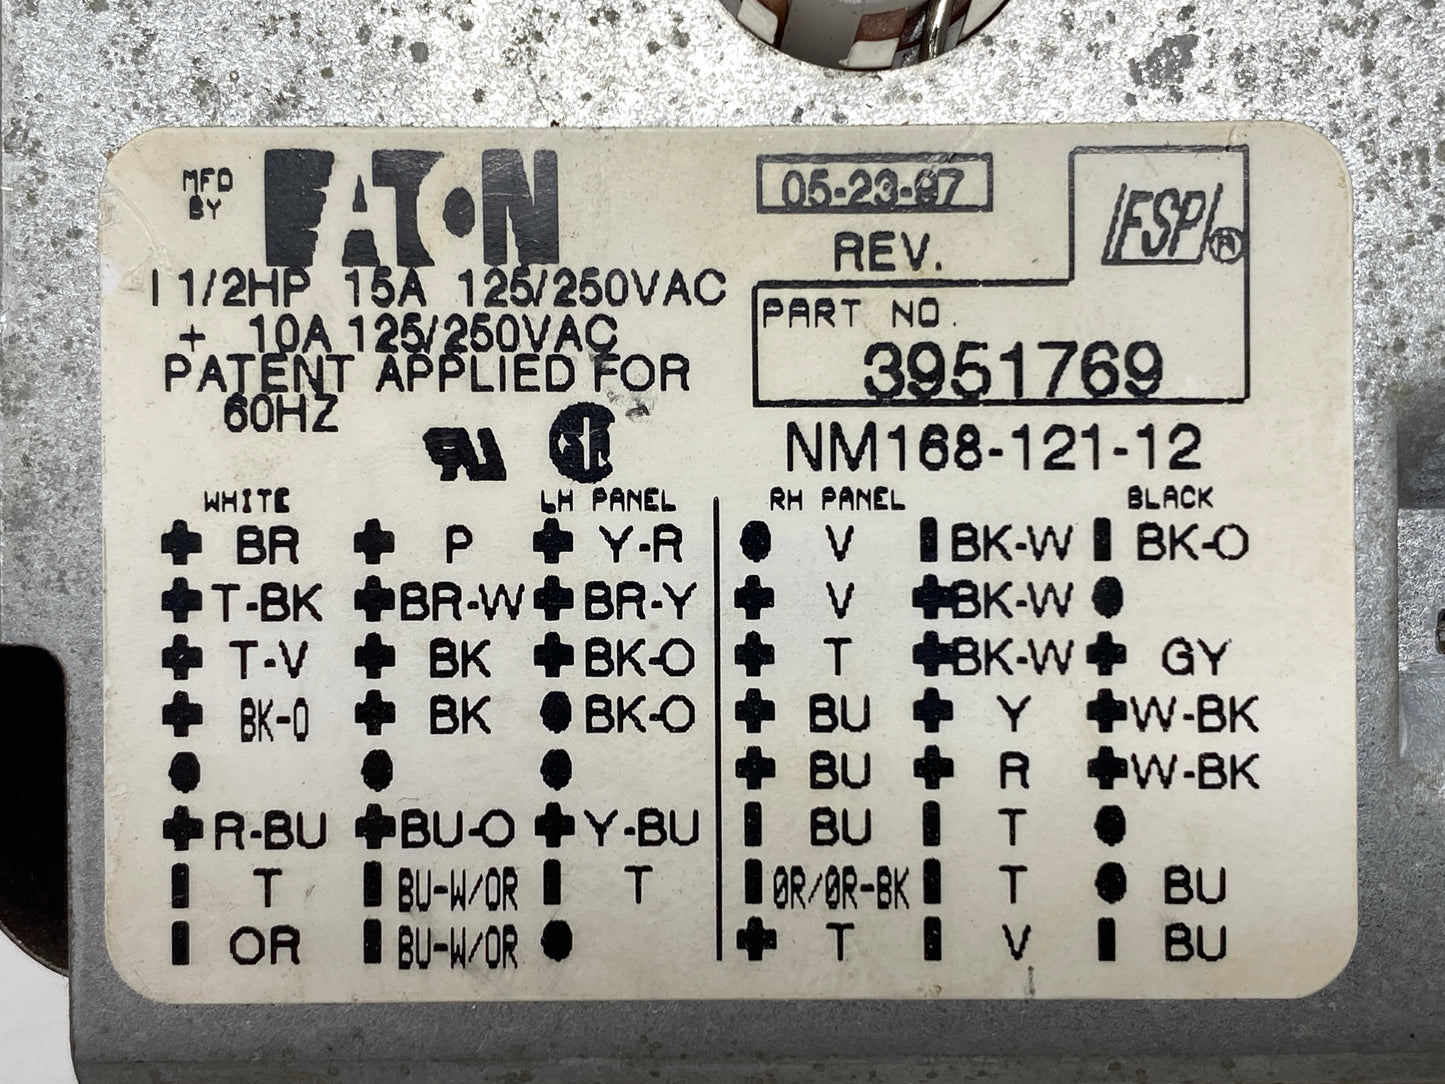 MFD
BY
EATON
1 1/2HP 15A 125/250VAC
+ 10A 125/250VAC
PATENT APPLIED FOR
60HZ
05-23-97
REV.
FSP®
PART NO.
3951769
NM168-121-12
WHITE LH PANEL RH PANEL BLACK
BR P Y-R V BK-W BK-O
T-BK BR-W BR-Y V BK-W
T-V BK BK-O T BK-W GY
BK-O BK BK-O BU Y W-BK
BU R W-BK
R-BU BU-O Y-BU BU T
T BU-W/OR T OR/OR-BK T BU
OR BU-W/OR T V BU